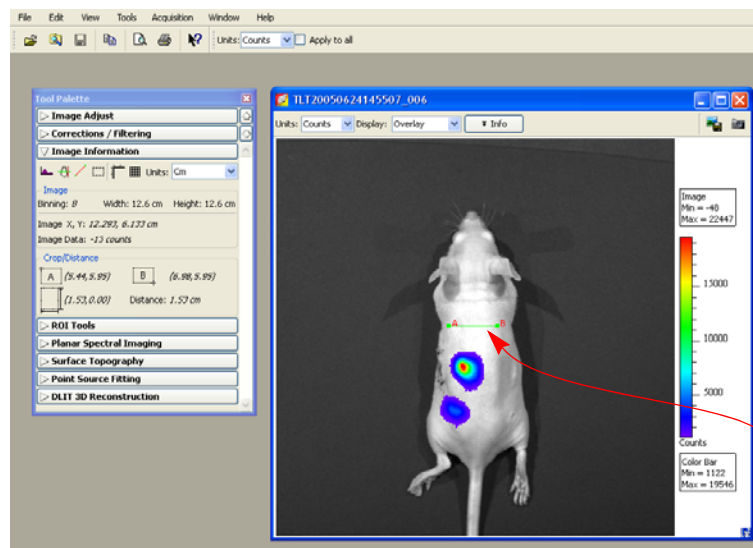 File Edit View Tools Acquisition Window Help
Units: Counts Apply to all
Tool Palette
Image Adjust
Corrections / Filtering
Image Information
Units: Cm
Image
Binning: 8 Width: 12.6 cm Height: 12.6 cm
Image X, Y: 12.293, 6.133 cm
Image Data: -13 counts
Crop/Distance
A (5.44, 5.95) B (6.98, 5.95)
(1.53, 0.00) Distance: 1.53 cm
ROI Tools
Planar Spectral Imaging
Surface Topography
Point Source Fitting
DLIT 3D Reconstruction
TLT20050624145507_006
Units: Counts Display: Overlay Info
A B
Image
Min = -40
Max = 22447
15000
10000
5000
Counts
Color Bar
Min = 1122
Max = 19546